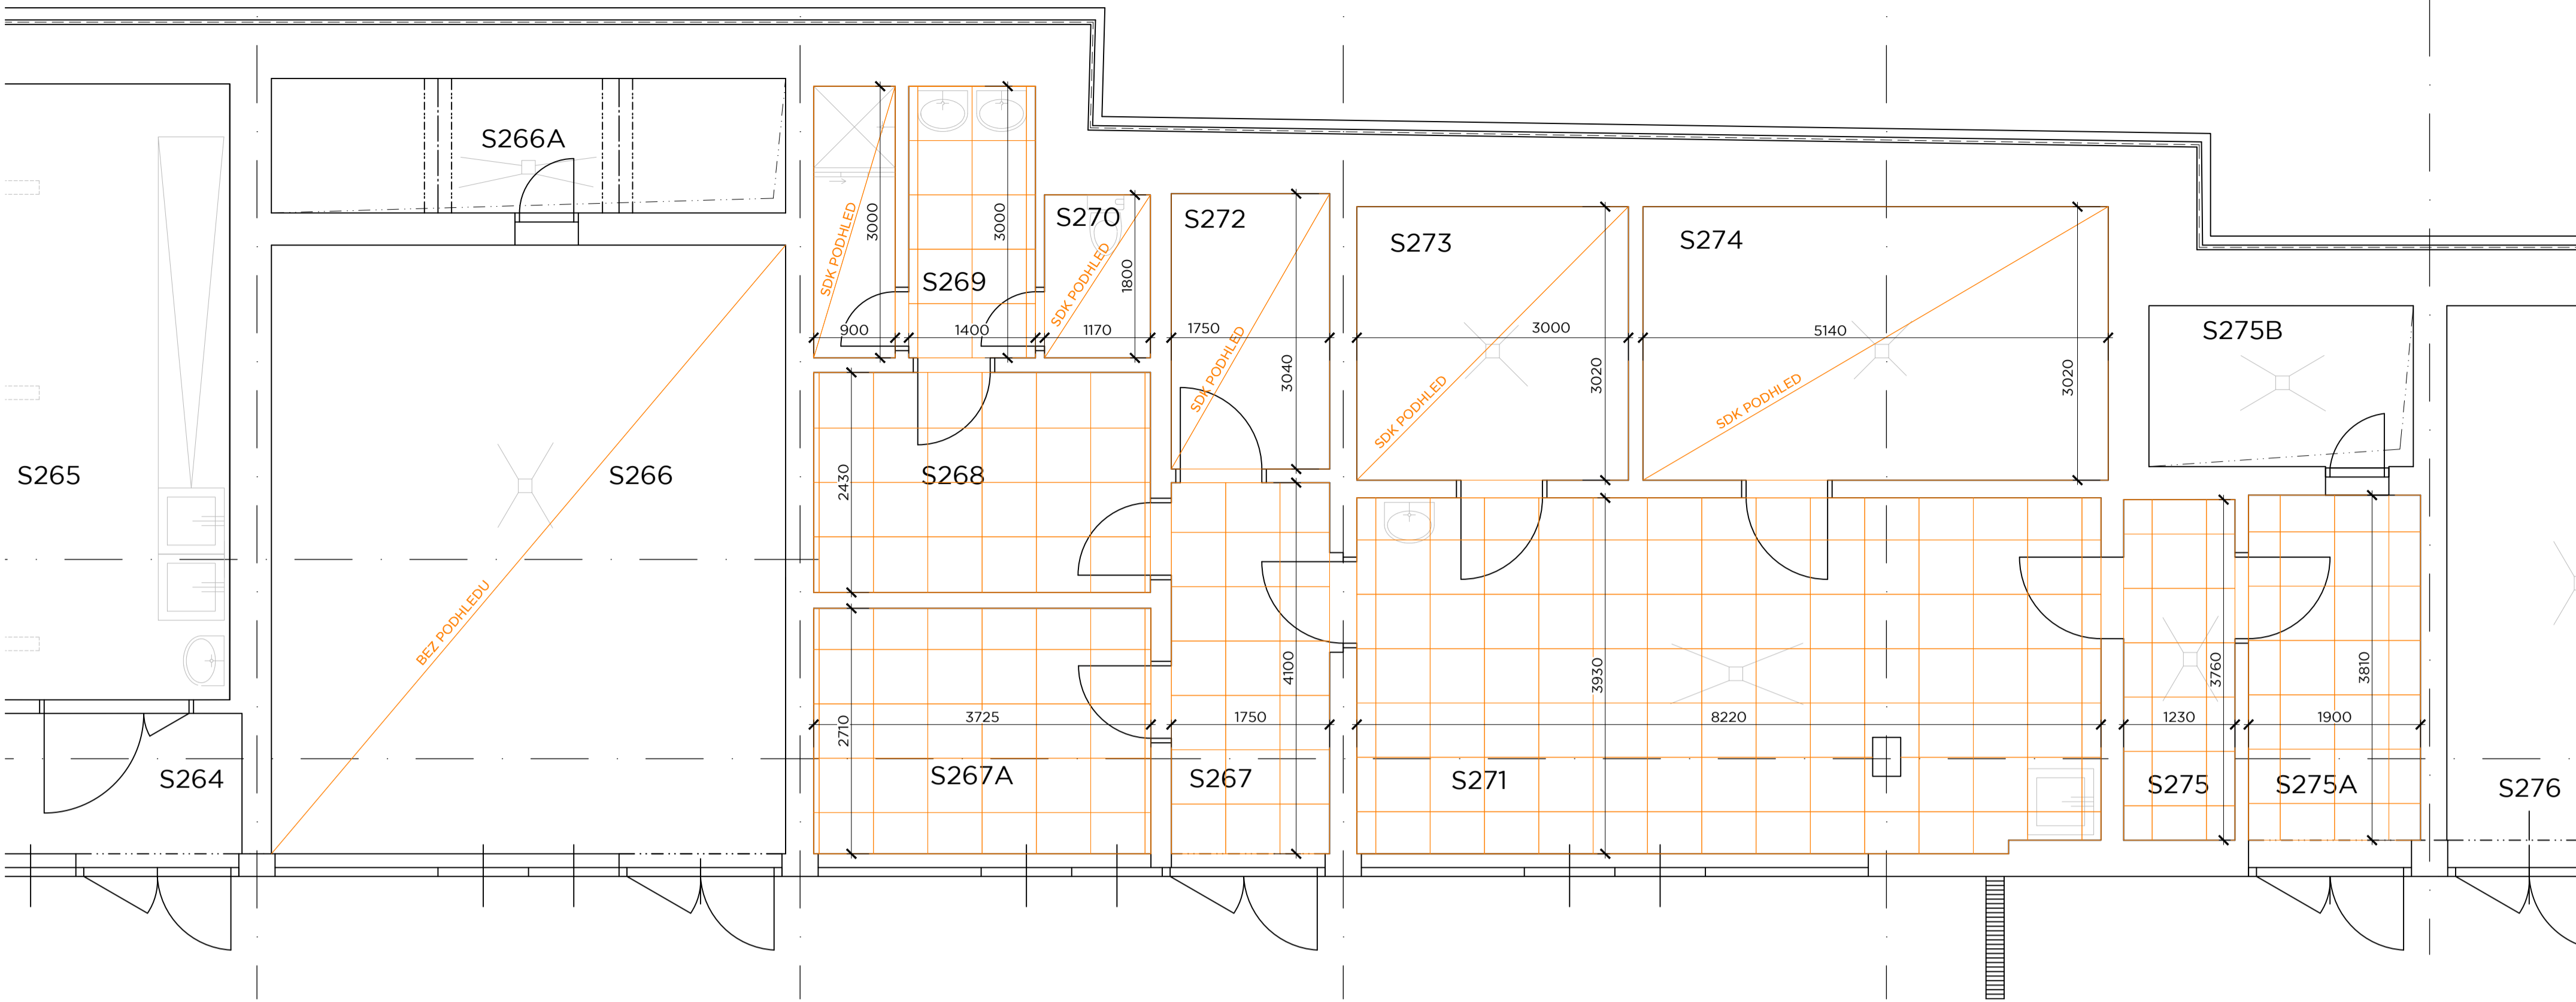 S266A
S270
S272
S273
S274
S269
S275B
SDK PODHLED
3000
3000
SDK PODHLED
1800
900
1400
1170
1750
SDK PODHLED
3040
3000
3020
SDK PODHLED
5140
3020
SDK PODHLED
S265
S266
S268
2430
BEZ PODHLEDU
4100
3930
3760
3810
2710
3725
1750
8220
1230
1900
S264
S267A
S267
S271
S275
S275A
S276